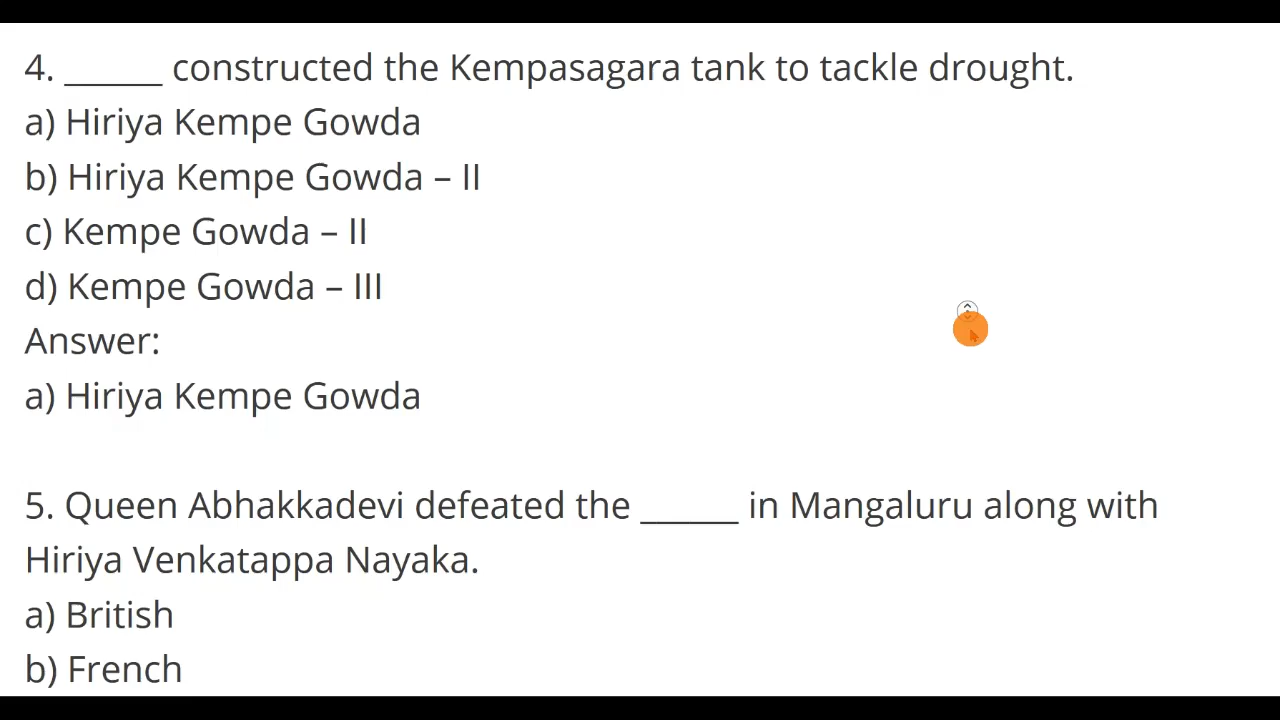 4. ______ constructed the Kempasagara tank to tackle drought.
a) Hiriya Kempe Gowda
b) Hiriya Kempe Gowda – II
c) Kempe Gowda – II
d) Kempe Gowda – III
Answer:
a) Hiriya Kempe Gowda
5. Queen Abhakkadevi defeated the ______ in Mangaluru along with
Hiriya Venkatappa Nayaka.
a) British
b) French